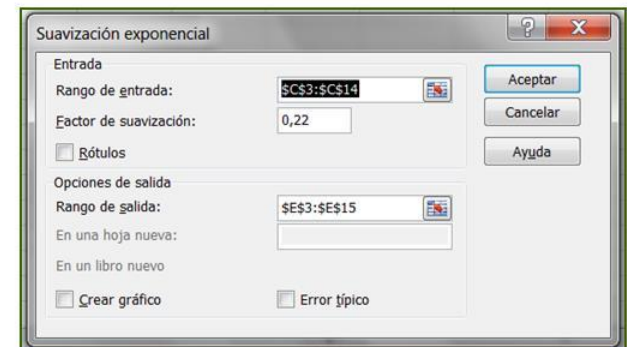 Suavización exponencial
Entrada
Rango de entrada: $C$3:$C$14
Factor de suavización: 0,22
Rótulos
Opciones de salida
Rango de salida: $E$3:$E$15
En una hoja nueva:
En un libro nuevo
Crear gráfico Error típico
Aceptar
Cancelar
Ayuda